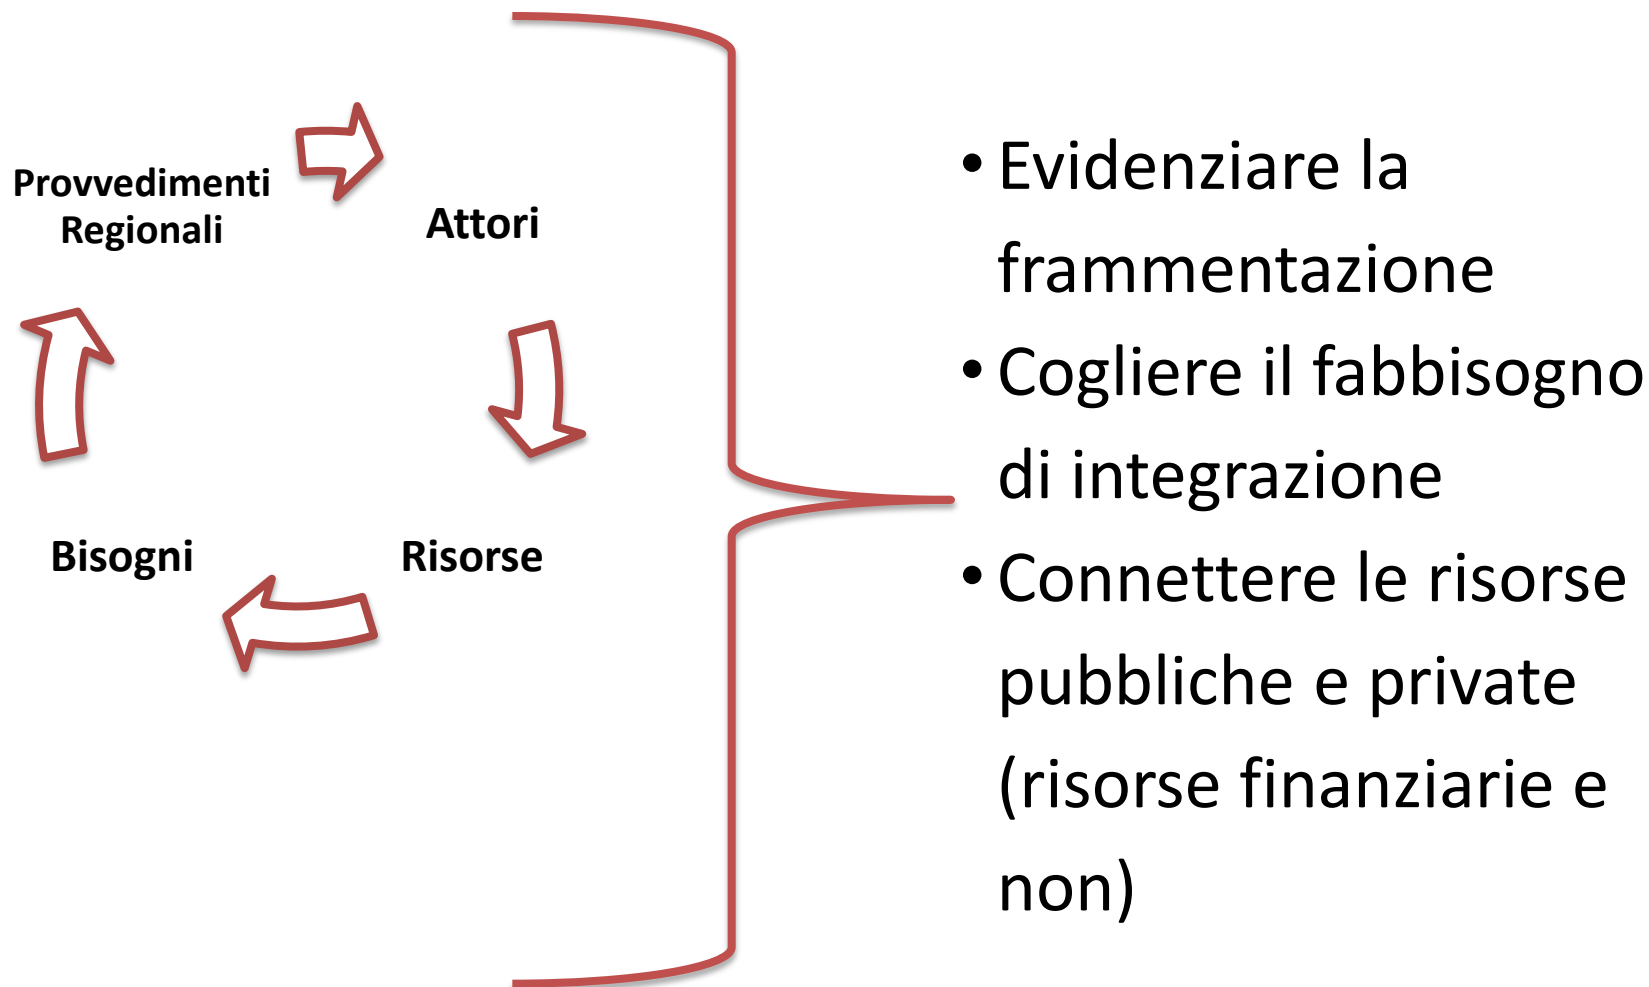 Provvedimenti
Regionali
Attori
Bisogni
Risorse
• Evidenziare la
frammentazione
• Cogliere il fabbisogno
di integrazione
• Connettere le risorse
pubbliche e private
(risorse finanziarie e
non)